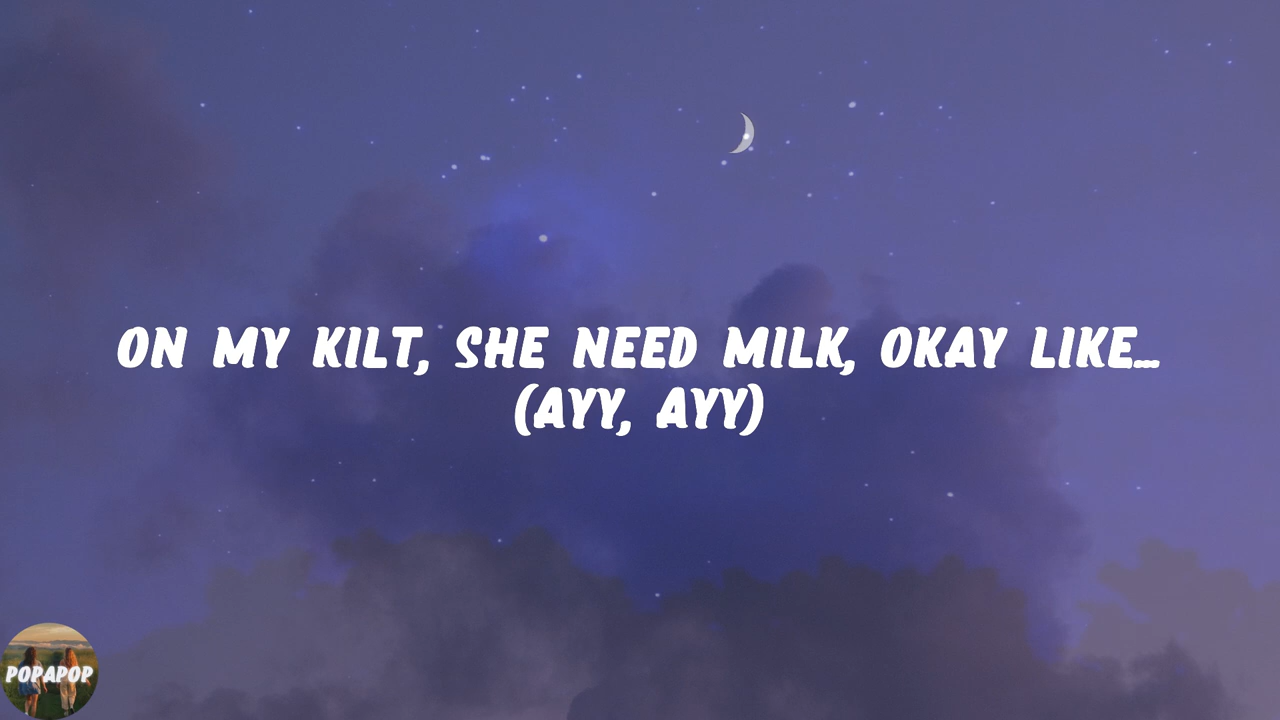 ON MY KILT, SHE NEED MILK, OKAY LIKE...
(AYY, AYY)
POPAPOP